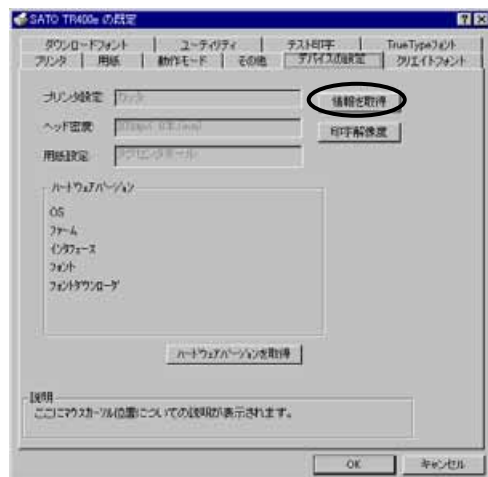 SATO TR400e の既定
ダウンロードフォント ユーティリティ テスト印字 TrueTypeフォント
プリンタ 用紙 動作モード その他 デバイスの設定 クリエイトフォント
プリンタ設定 情報を取得
ヘッド密度 印字解像度
用紙設定
ハードウェアバージョン
OS
ファーム
インタフェース
フォント
フォントダウンローダ
ハードウェアバージョンを取得
説明
ここにマウスカーソル位置についての説明が表示されます。
OK キャンセル